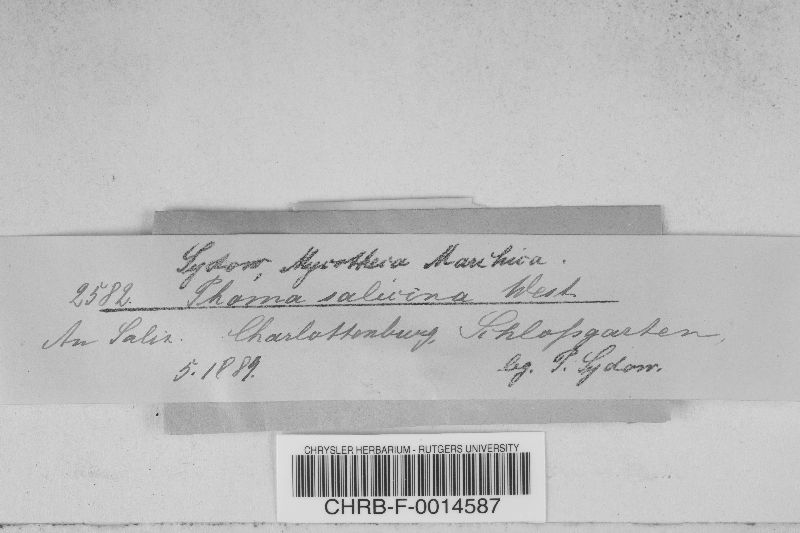 Sydow, Mycotheca Marchica.
2582. Phoma salicina West.
An Salix. Charlottenburg, Schloßgarten,
5. 1889. leg. P. Sydow.
CHRYSLER HERBARIUM - RUTGERS UNIVERSITY
CHRB-F-0014587